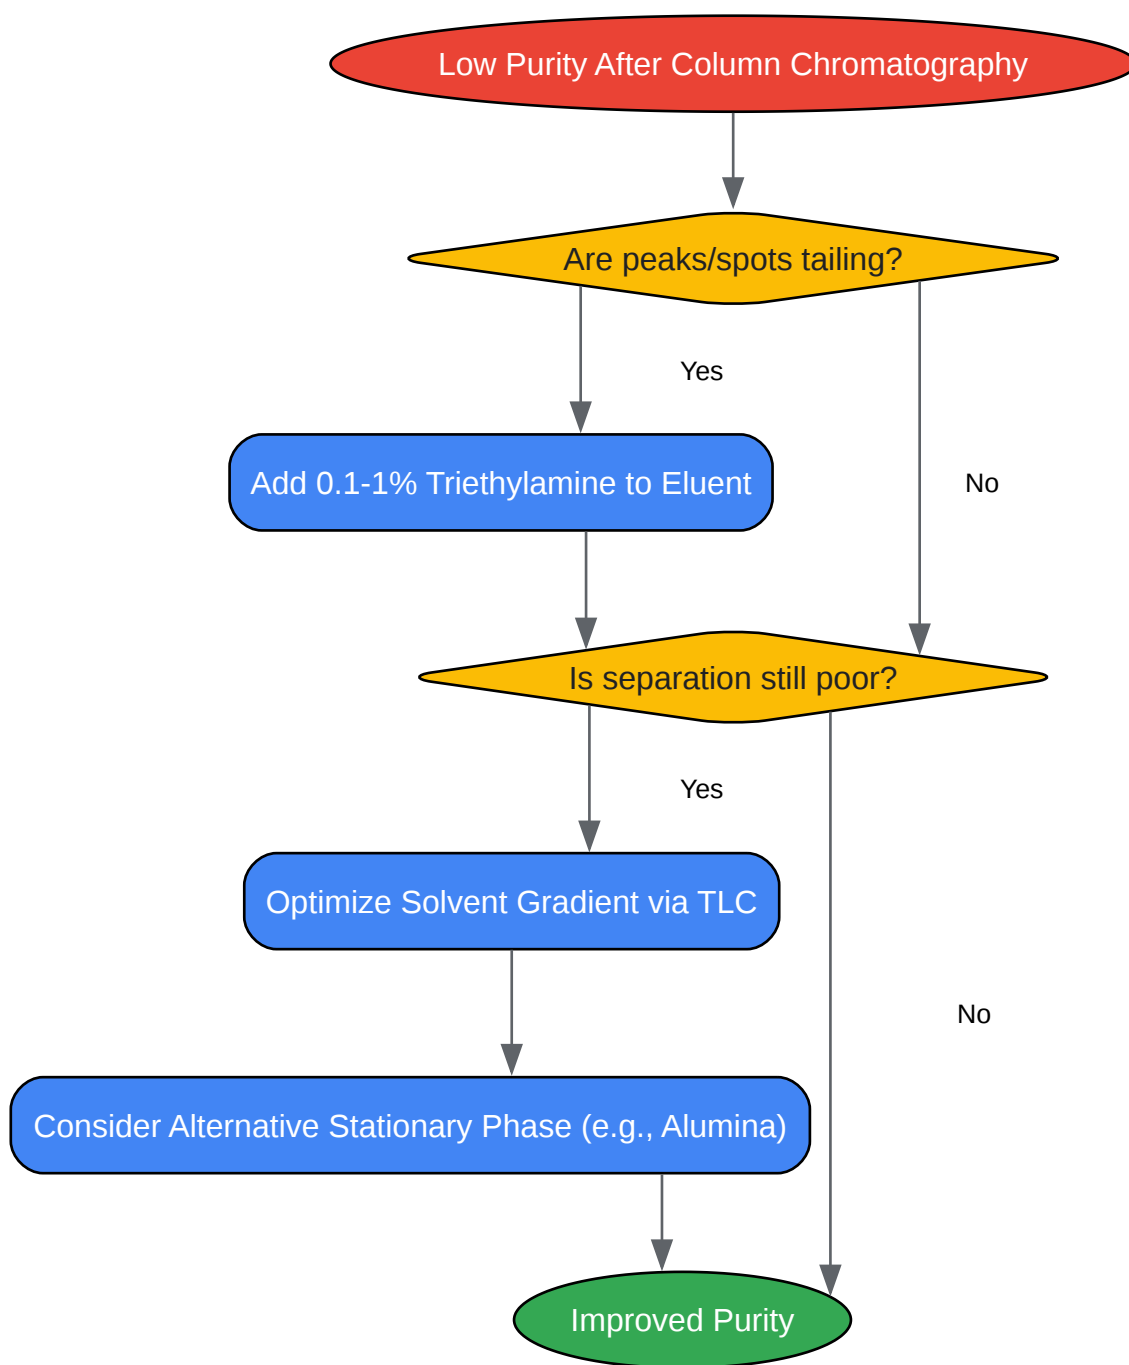 Low Purity After Column Chromatography
Are peaks/spots tailing?
Yes
Add 0.1-1% Triethylamine to Eluent
No
Is separation still poor?
Yes
Optimize Solvent Gradient via TLC
No
Consider Alternative Stationary Phase (e.g., Alumina)
Improved Purity